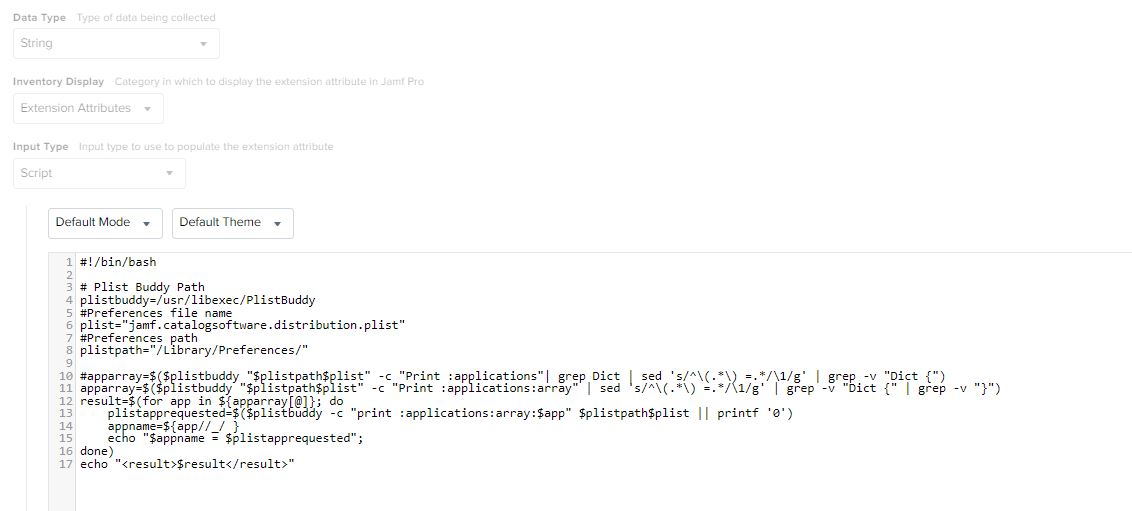 Data Type Type of data being collected
String
Inventory Display Category in which to display the extension attribute in Jamf Pro
Extension Attributes
Input Type Input type to use to populate the extension attribute
Script
Default Mode Default Theme
1 #!/bin/bash
2
3 # Plist Buddy Path
4 plistbuddy=/usr/libexec/PlistBuddy
5 #Preferences file name
6 plist="jamf.catalogsoftware.distribution.plist"
7 #Preferences path
8 plistpath="/Library/Preferences/"
9
10 #apparray=$($plistbuddy "$plistpath$plist" -c "Print :applications"| grep Dict | sed 's/^\(.*\) =.*/\1/g' | grep -v "Dict {")
11 apparray=$($plistbuddy "$plistpath$plist" -c "Print :applications:array" | sed 's/^\(.*\) =.*/\1/g' | grep -v "Dict {" | grep -v "}")
12 result=$(for app in ${apparray[@]}; do
13 plistapprequested=$($plistbuddy -c "print :applications:array:$app" $plistpath$plist || printf '0')
14 appname=${app//_/ }
15 echo "$appname = $plistapprequested";
16 done)
17 echo "<result>$result</result>"